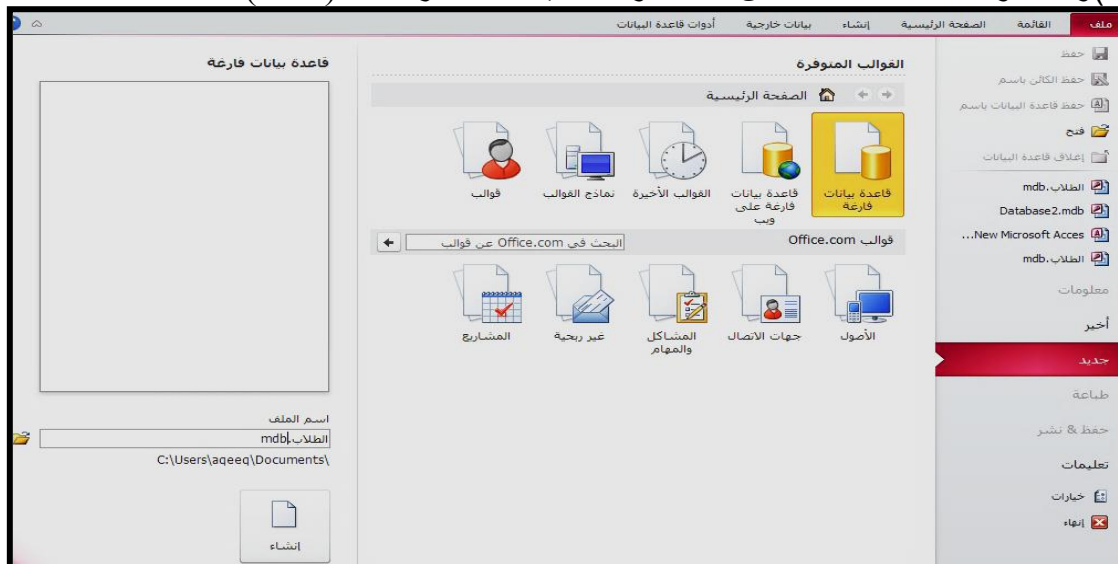 ملف القائمة الصفحة الرئيسية إنشاء بيانات خارجية أدوات قاعدة البيانات
حفظ
حفظ الكائن باسم
حفظ قاعدة البيانات باسم
فتح
إغلاق قاعدة البيانات
الطلاب.mdb
Database2.mdb
New Microsoft Acces...
الطلاب.mdb
معلومات
أخير
جديد
طباعة
حفظ & نشر
تعليمات
خيارات
إنهاء
القوالب المتوفرة
الصفحة الرئيسية
قاعدة بيانات فارغة
قاعدة بيانات فارغة على ويب
القوالب الأخيرة
نماذج القوالب
قوالب
قوالب Office.com
البحث في Office.com عن قوالب
الأصول
جهات الاتصال
المشاكل والمهام
غير ربحية
المشاريع
قاعدة بيانات فارغة
اسم الملف
الطلاب.mdb
C:\Users\aqeeq\Documents\
إنشاء